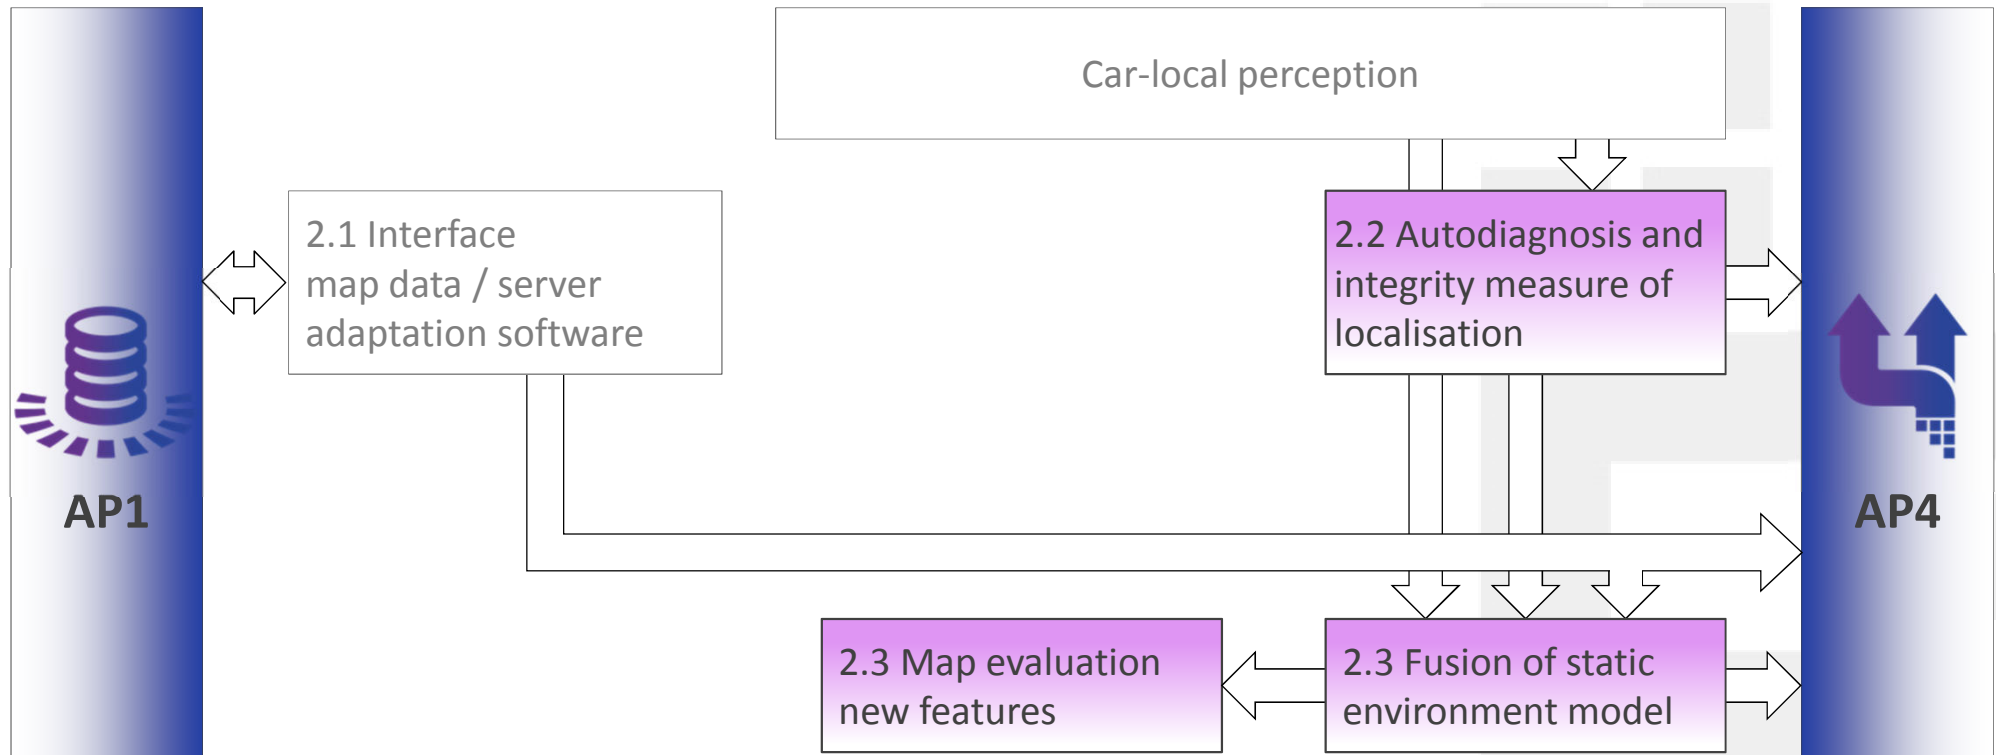 Car-local perception
2.1 Interface
map data / server
adaptation software
2.2 Autodiagnosis and
integrity measure of
localisation
AP1
AP4
2.3 Map evaluation
new features
2.3 Fusion of static
environment model